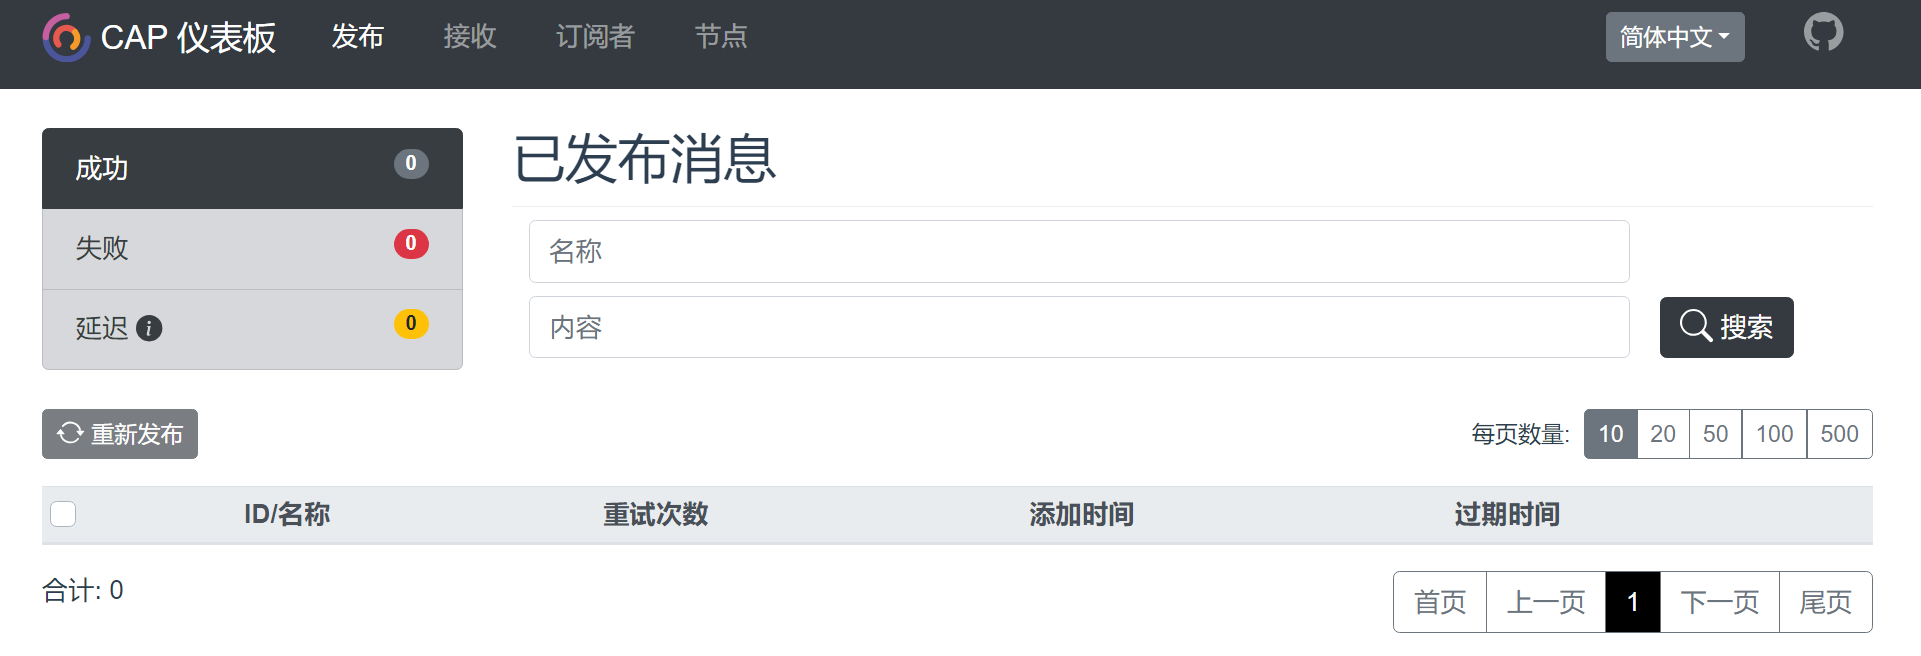 CAP 仪表板 发布 接收 订阅者 节点 简体中文
成功 0
失败 0
延迟 i 0
已发布消息
名称
内容
搜索
重新发布
每页数量: 10 20 50 100 500
ID/名称 重试次数 添加时间 过期时间
合计: 0
首页 上一页 1 下一页 尾页